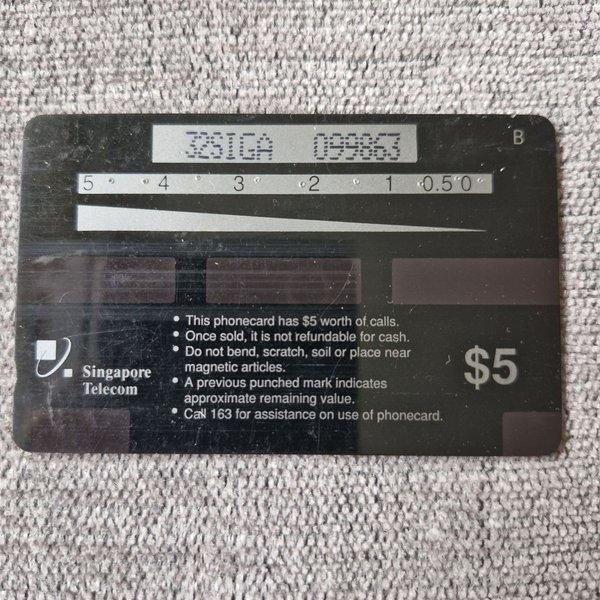 32SIGA 099863
B
5 4 3 2 1 0.5 0
• This phonecard has $5 worth of calls.
• Once sold, it is not refundable for cash.
• Do not bend, scratch, soil or place near
magnetic articles.
• A previous punched mark indicates
approximate remaining value.
• Call 163 for assistance on use of phonecard.
Singapore
Telecom
$5